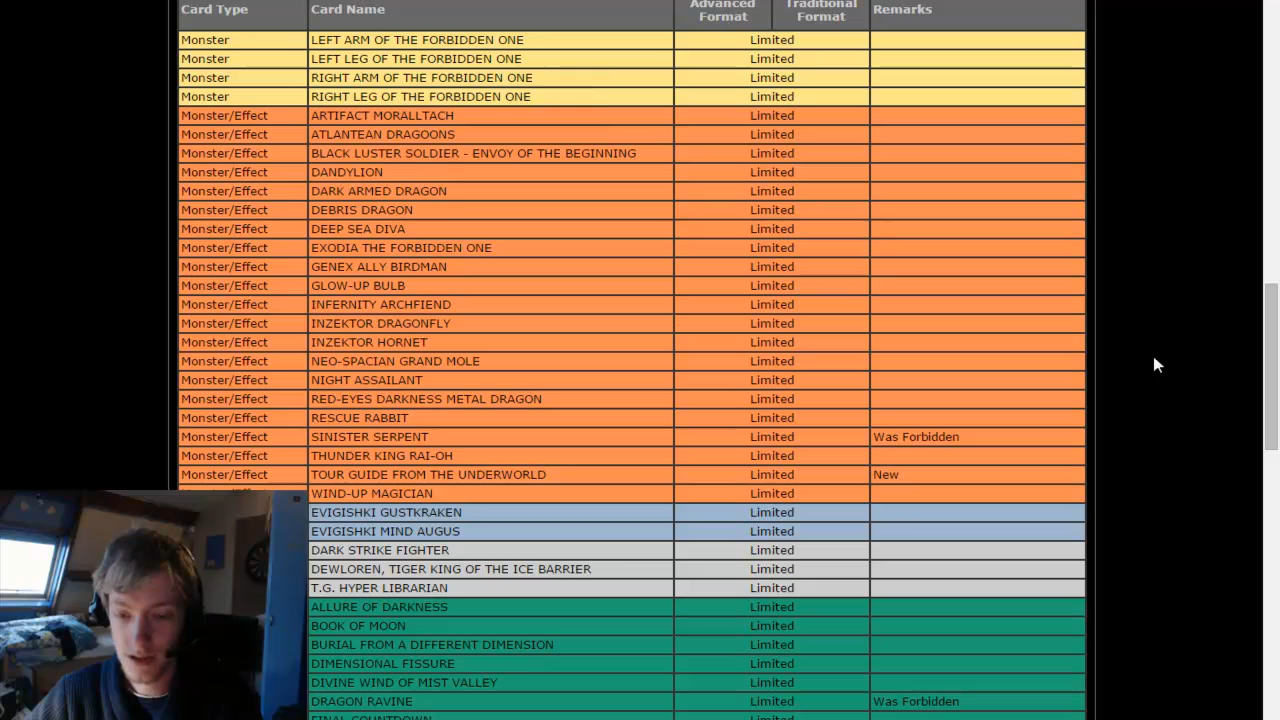 Card Type Card Name Advanced Format Traditional Format Remarks
Monster LEFT ARM OF THE FORBIDDEN ONE Limited
Monster LEFT LEG OF THE FORBIDDEN ONE Limited
Monster RIGHT ARM OF THE FORBIDDEN ONE Limited
Monster RIGHT LEG OF THE FORBIDDEN ONE Limited
Monster/Effect ARTIFACT MORALLTACH Limited
Monster/Effect ATLANTEAN DRAGOONS Limited
Monster/Effect BLACK LUSTER SOLDIER - ENVOY OF THE BEGINNING Limited
Monster/Effect DANDYLION Limited
Monster/Effect DARK ARMED DRAGON Limited
Monster/Effect DEBRIS DRAGON Limited
Monster/Effect DEEP SEA DIVA Limited
Monster/Effect EXODIA THE FORBIDDEN ONE Limited
Monster/Effect GENEX ALLY BIRDMAN Limited
Monster/Effect GLOW-UP BULB Limited
Monster/Effect INFERNITY ARCHFIEND Limited
Monster/Effect INZEKTOR DRAGONFLY Limited
Monster/Effect INZEKTOR HORNET Limited
Monster/Effect NEO-SPACIAN GRAND MOLE Limited
Monster/Effect NIGHT ASSAILANT Limited
Monster/Effect RED-EYES DARKNESS METAL DRAGON Limited
Monster/Effect RESCUE RABBIT Limited
Monster/Effect SINISTER SERPENT Limited Was Forbidden
Monster/Effect THUNDER KING RAI-OH Limited
Monster/Effect TOUR GUIDE FROM THE UNDERWORLD Limited New
WIND-UP MAGICIAN Limited
EVIGISHKI GUSTKRAKEN Limited
EVIGISHKI MIND AUGUS Limited
DARK STRIKE FIGHTER Limited
DEWLOREN, TIGER KING OF THE ICE BARRIER Limited
T.G. HYPER LIBRARIAN Limited
ALLURE OF DARKNESS Limited
BOOK OF MOON Limited
BURIAL FROM A DIFFERENT DIMENSION Limited
DIMENSIONAL FISSURE Limited
DIVINE WIND OF MIST VALLEY Limited
DRAGON RAVINE Limited Was Forbidden
FINAL COUNTDOWN Limited